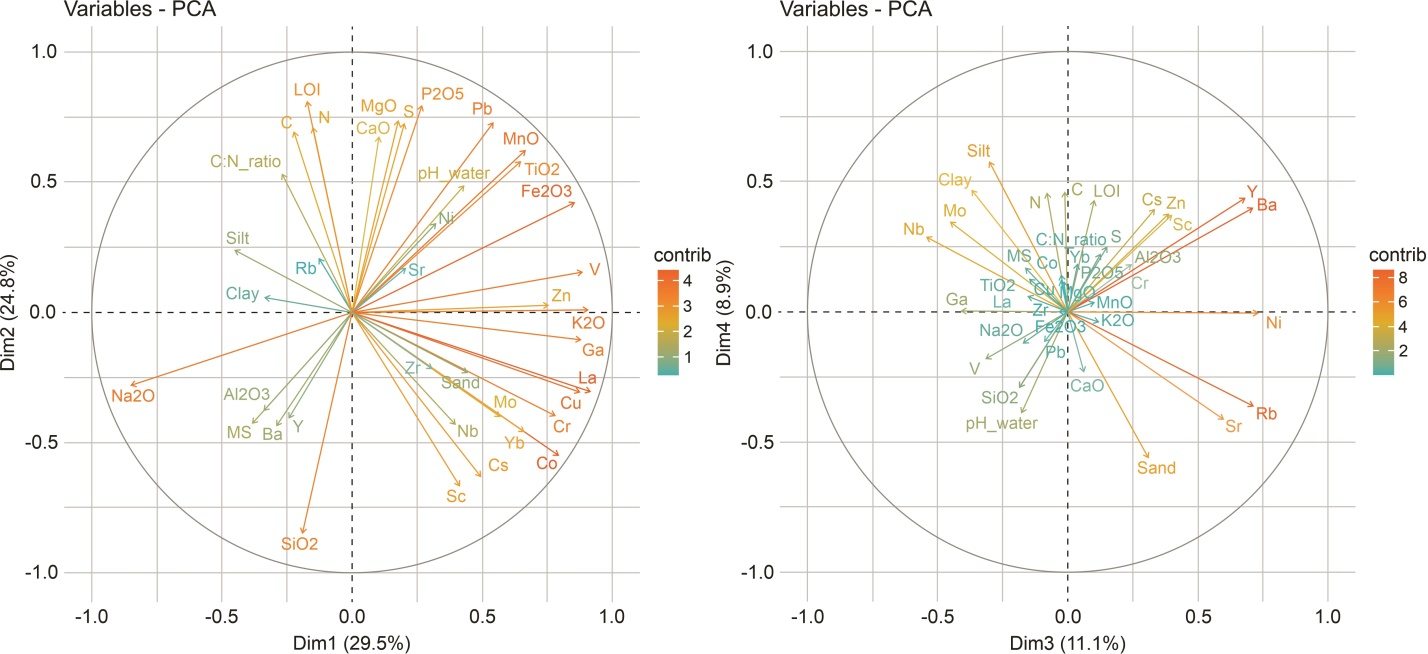 Variables - PCA
1.0
0.5
0.0
-0.5
-1.0
Dim2 (24.8%)
LOI
C
N
MgO
S
P2O5
CaO
Pb
MnO
TiO2
C:N_ratio
pH_water
Fe2O3
Ni
Silt
Rb
Sr
Clay
V
Zn
K2O
Ga
Zr
Sand
La
Cu
Na2O
Al2O3
MS
Ba
Y
Mo
Cr
Nb
Yb
Co
Cs
Sc
SiO2
-1.0
-0.5
0.0
0.5
1.0
Dim1 (29.5%)
contrib
4
3
2
1
Variables - PCA
1.0
0.5
0.0
-0.5
-1.0
Dim4 (8.9%)
Silt
Clay
Mo
Nb
N
C
LOI
Cs
Zn
Sc
Y
Ba
C:N_ratio
S
MS
Co
Yb
Al2O3
P2O5
Cr
TiO2
Cu
MgO
La
Zr
MnO
Ga
K2O
Na2O
Fe2O3
Ni
Pb
V
CaO
SiO2
pH_water
Rb
Sr
Sand
-1.0
-0.5
0.0
0.5
1.0
Dim3 (11.1%)
contrib
8
6
4
2